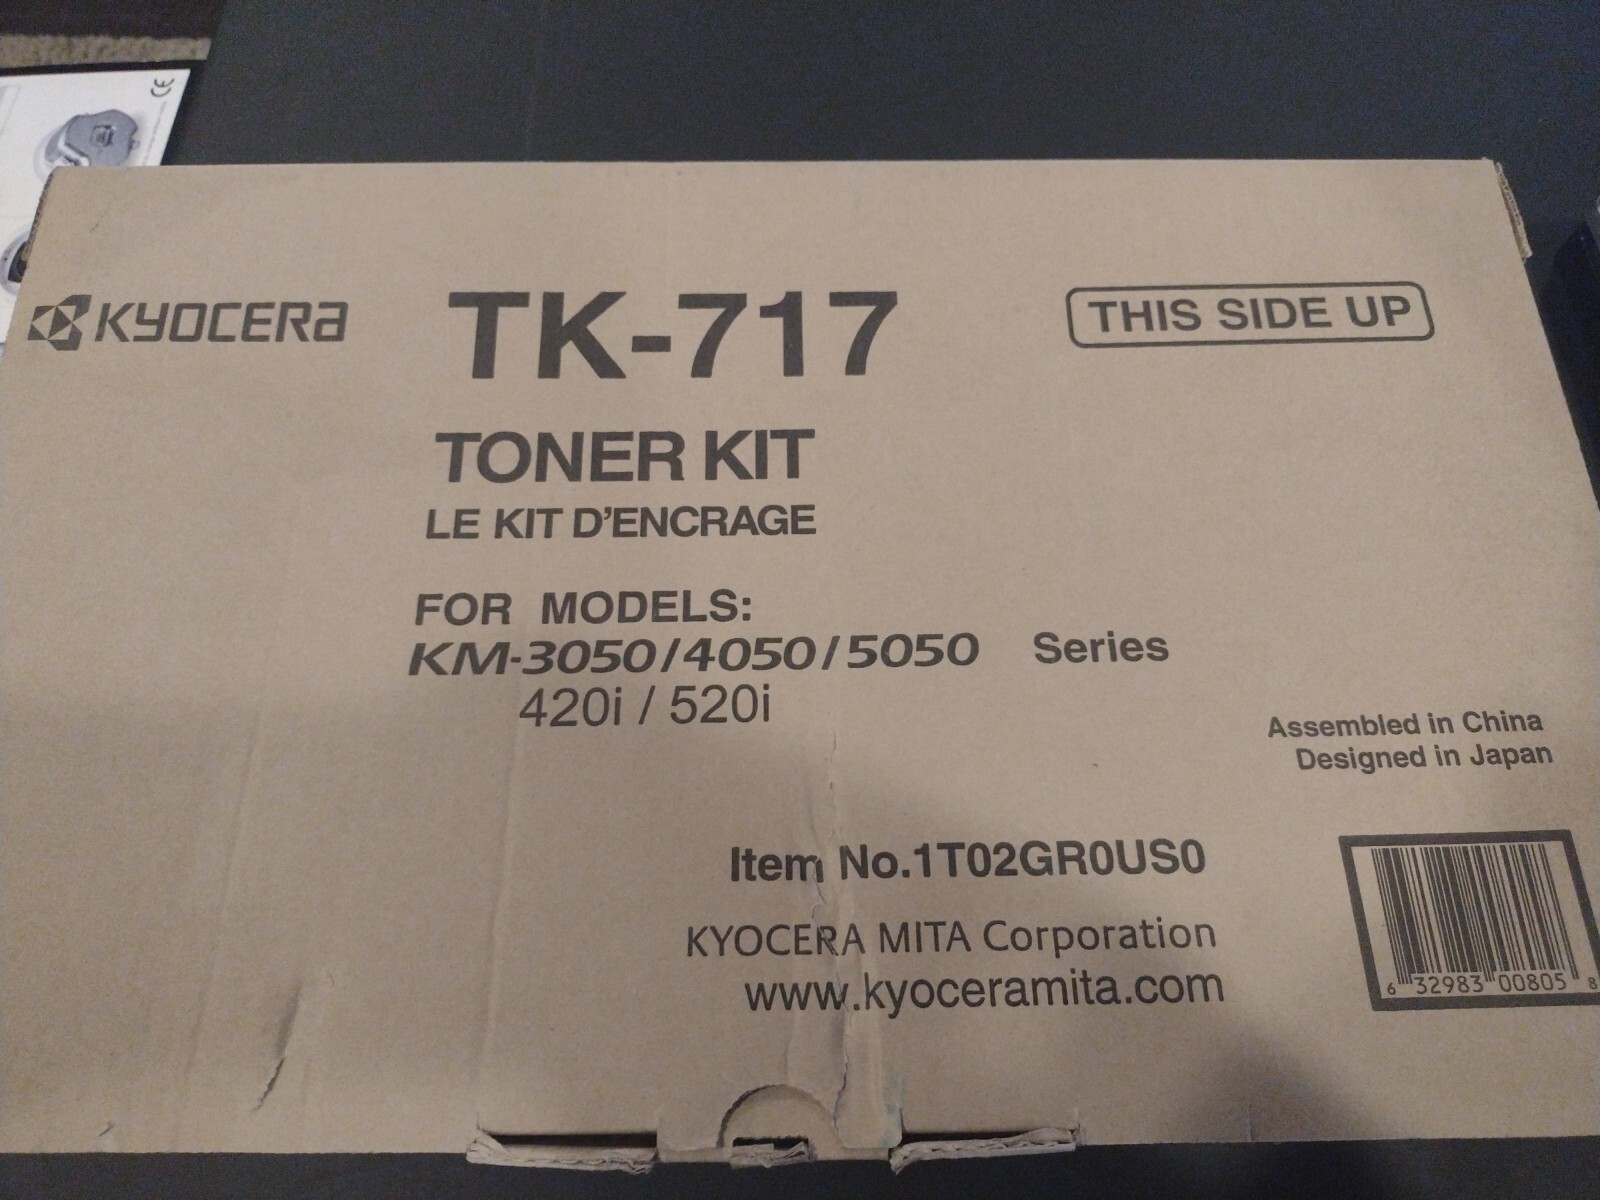 CE
KYOCERA
TK-717
THIS SIDE UP
TONER KIT
LE KIT D'ENCRAGE
FOR MODELS:
KM-3050/4050/5050 Series
420i / 520i
Assembled in China
Designed in Japan
Item No.1T02GR0US0
KYOCERA MITA Corporation
www.kyoceramita.com
6 32983 00805 8